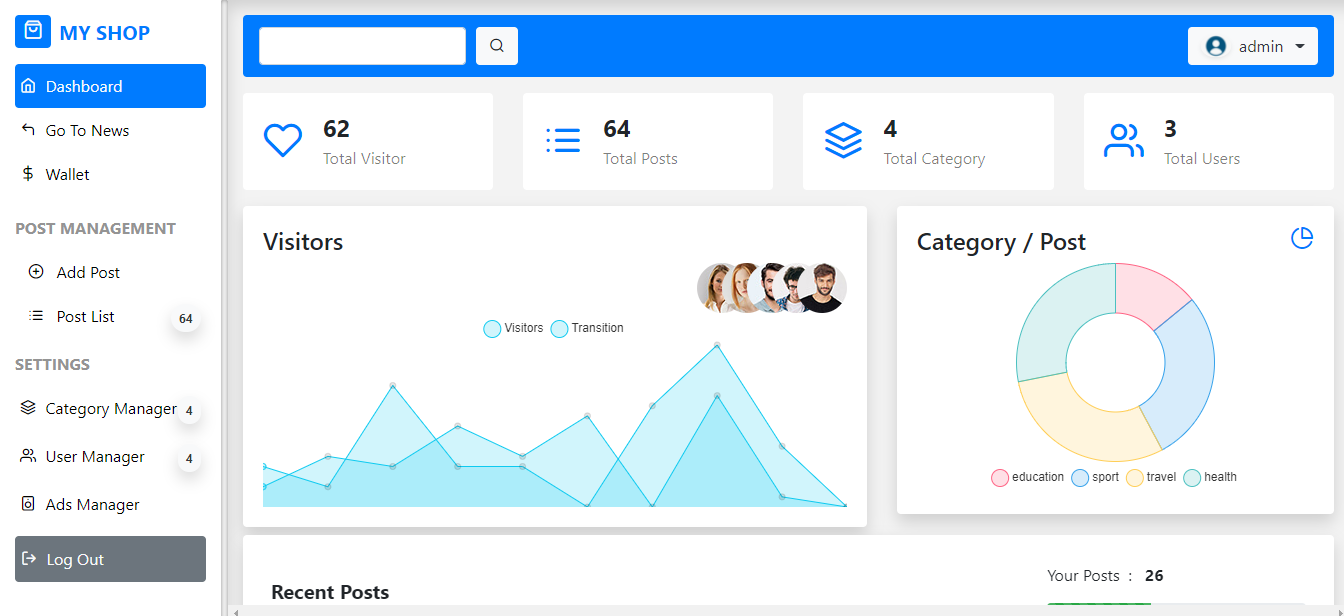 MY SHOP
Dashboard
Go To News
Wallet
POST MANAGEMENT
Add Post
Post List 64
SETTINGS
Category Manager 4
User Manager 4
Ads Manager
Log Out
admin
62
Total Visitor
64
Total Posts
4
Total Category
3
Total Users
Visitors
Visitors Transition
Category / Post
education sport travel health
Recent Posts
Your Posts : 26